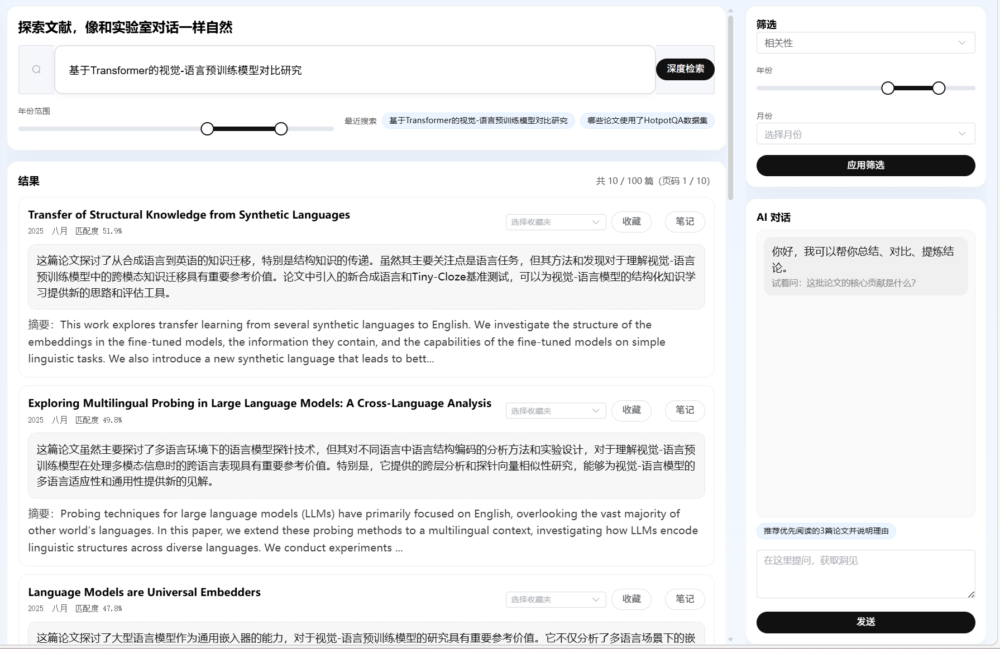 探索文献，像和实验室对话一样自然
基于Transformer的视觉-语言预训练模型对比研究
深度检索
年份范围
最近搜索
基于Transformer的视觉-语言预训练模型对比研究
哪些论文使用了HotpotQA数据集
结果
共 10 / 100 篇（页码 1 / 10）
Transfer of Structural Knowledge from Synthetic Languages
选择收藏夹
收藏
笔记
2025 八月 匹配度 51.9%
这篇论文探讨了从合成语言到英语的知识迁移，特别是结构知识的传递。虽然其主要关注点是语言任务，但其方法和发现对于理解视觉-语言
预训练模型中的跨模态知识迁移具有重要参考价值。论文中引入的新合成语言和Tiny-Cloze基准测试，可以为视觉-语言模型的结构化知识学
习提供新的思路和评估工具。
摘要：This work explores transfer learning from several synthetic languages to English. We investigate the structure of the
embeddings in the fine-tuned models, the information they contain, and the capabilities of the fine-tuned models on simple
linguistic tasks. We also introduce a new synthetic language that leads to bett...
Exploring Multilingual Probing in Large Language Models: A Cross-Language Analysis
选择收藏夹
收藏
笔记
2025 八月 匹配度 49.8%
这篇论文虽然主要探讨了多语言环境下的语言模型探针技术，但其对不同语言中语言结构编码的分析方法和实验设计，对于理解视觉-语言预
训练模型在处理多模态信息时的跨语言表现具有重要参考价值。特别是，它提供的跨层分析和探针向量相似性研究，能够为视觉-语言模型的
多语言适应性和通用性提供新的见解。
摘要：Probing techniques for large language models (LLMs) have primarily focused on English, overlooking the vast majority of
other world's languages. In this paper, we extend these probing methods to a multilingual context, investigating how LLMs encode
linguistic structures across diverse languages. We conduct experiments ...
Language Models are Universal Embedders
选择收藏夹
收藏
笔记
2025 八月 匹配度 47.8%
这篇论文探讨了大型语言模型作为通用嵌入器的能力，对于视觉-语言预训练模型的研究具有重要参考价值。它不仅分析了多语言场景下的嵌
筛选
相关性
年份
月份
选择月份
应用筛选
AI 对话
你好，我可以帮你总结、对比、提炼结
论。
试着问：这批论文的核心贡献是什么？
推荐优先阅读的3篇论文并说明理由
在这里提问，获取洞见
发送